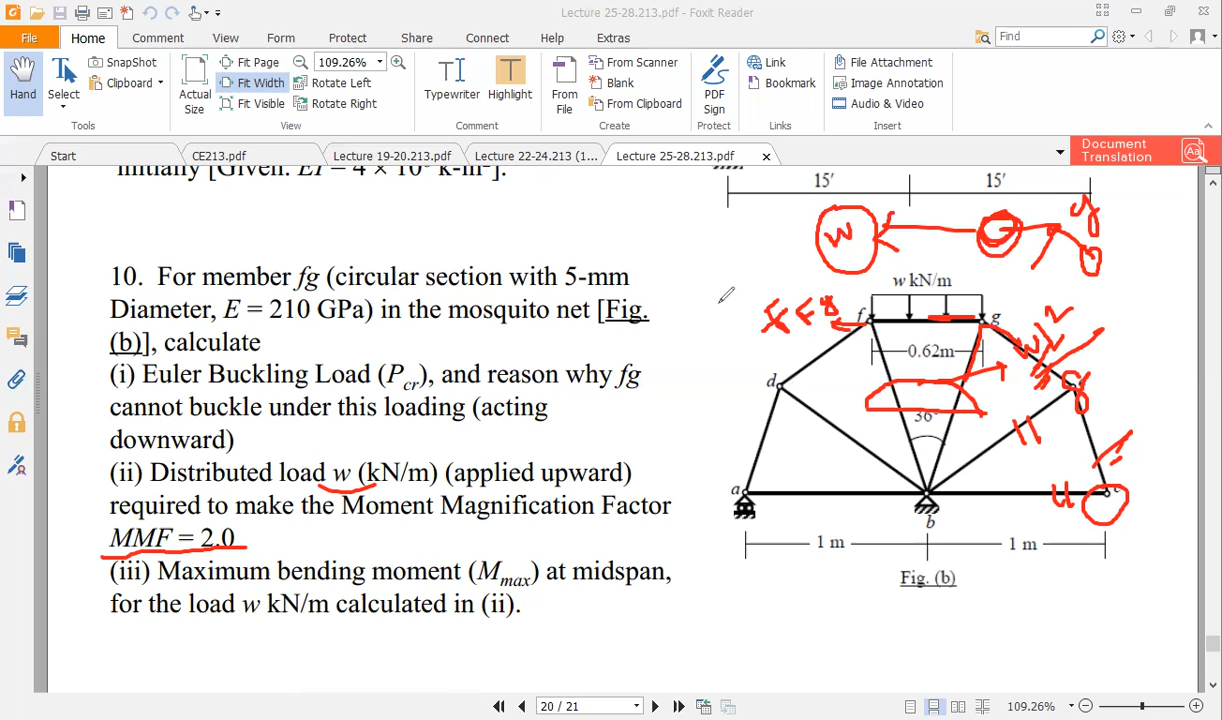 Lecture 25-28.213.pdf - Foxit Reader
File Home Comment View Form Protect Share Connect Help Extras Find
Hand
Select
SnapShot
Clipboard
Actual Size
Fit Page
Fit Width
Fit Visible
109.26%
Rotate Left
Rotate Right
Typewriter
Highlight
From File
From Scanner
Blank
From Clipboard
PDF Sign
Link
Bookmark
File Attachment
Image Annotation
Audio & Video
Tools View Comment Create Protect Links Insert
Start CE213.pdf Lecture 19-20.213.pdf Lecture 22-24.213 (1... Lecture 25-28.213.pdf
Document Translation
15′ 15′
10. For member fg (circular section with 5-mm
Diameter, E = 210 GPa) in the mosquito net [Fig.
(b)], calculate
(i) Euler Buckling Load (Pcr), and reason why fg
cannot buckle under this loading (acting
downward)
(ii) Distributed load w (kN/m) (applied upward)
required to make the Moment Magnification Factor
MMF = 2.0
(iii) Maximum bending moment (Mmax) at midspan,
for the load w kN/m calculated in (ii).
W
w kN/m
f g
0.62m
d
36°
a
b
1 m 1 m
Fig. (b)
20 / 21
109.26%